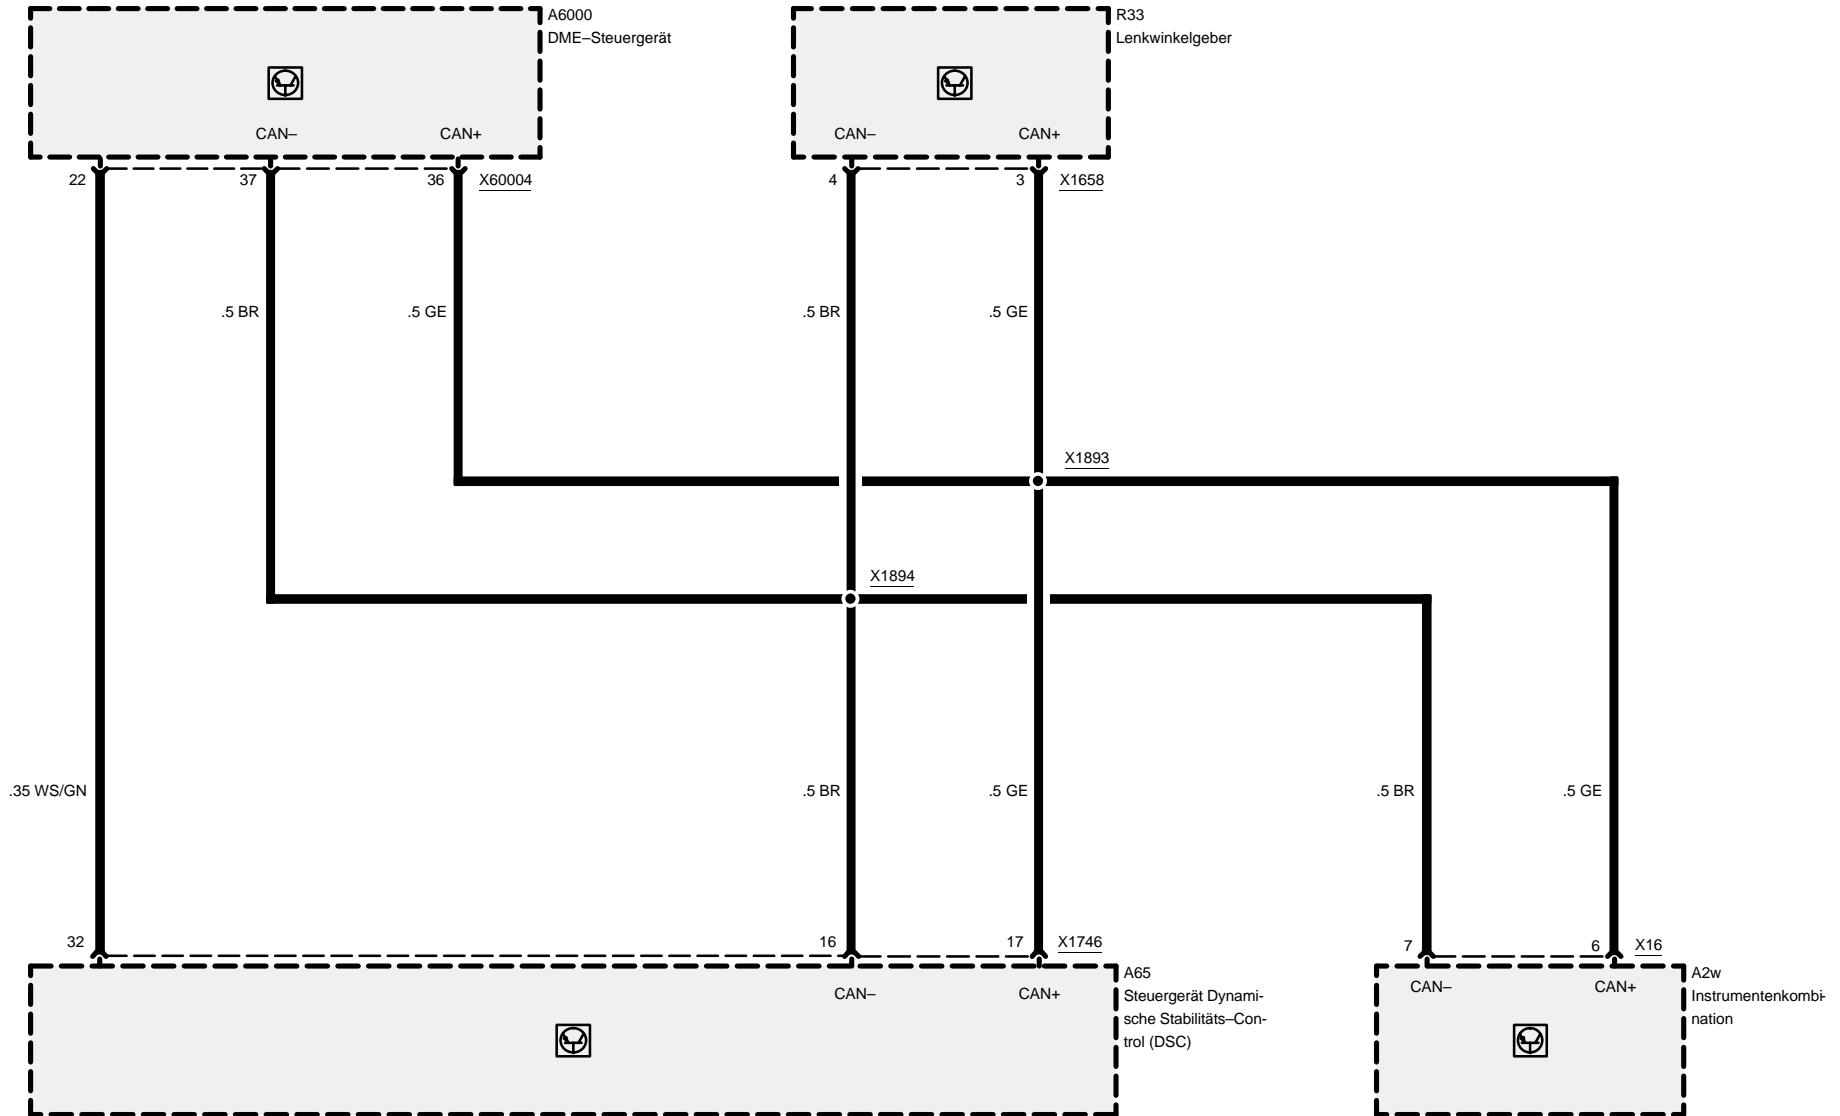 A6000
DME–Steuergerät
R33
Lenkwinkelgeber
CAN–
CAN+
CAN–
CAN+
22
37
36
X60004
4
3
X1658
.5 BR
.5 GE
.5 BR
.5 GE
X1893
X1894
.35 WS/GN
.5 BR
.5 GE
.5 BR
.5 GE
32
16
17
X1746
7
6
X16
A65
Steuergerät Dynami-
sche Stabilitäts–Con-
trol (DSC)
CAN–
CAN+
A2w
Instrumentenkombi-
nation
CAN–
CAN+